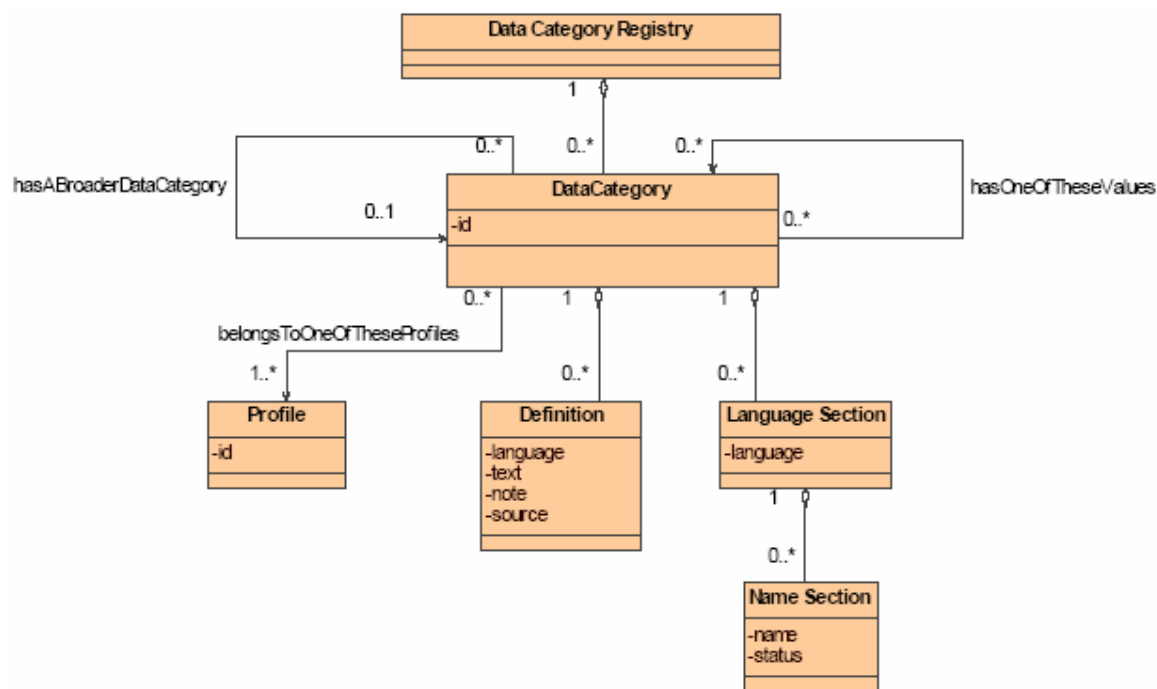 Data Category Registry
1
0..*
0..*
0..*
hasABroaderDataCategory
DataCategory
hasOneOfTheseValues
0..1
-id
0..*
0..*
1
1
belongsToOneOfTheseProfiles
1..*
0..*
0..*
Profile
-id
Definition
-language
-text
-note
-source
Language Section
-language
1
0..*
Name Section
-name
-status